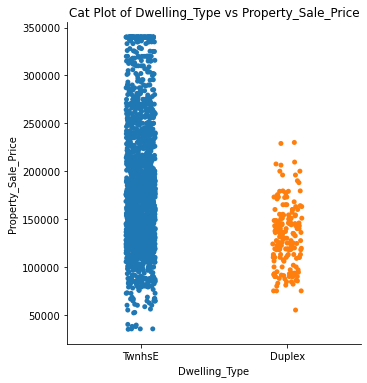 Cat Plot of Dwelling_Type vs Property_Sale_Price
350000
300000
250000
200000
150000
100000
50000
Property_Sale_Price
TwnhsE
Duplex
Dwelling_Type